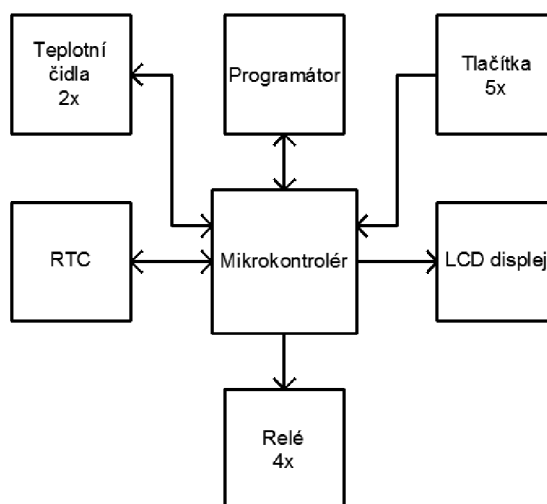 Teplotní
čidla
2x
Programátor
Tlačítka
5x
RTC
Mikrokontrolér
LCD displej
Relé
4x